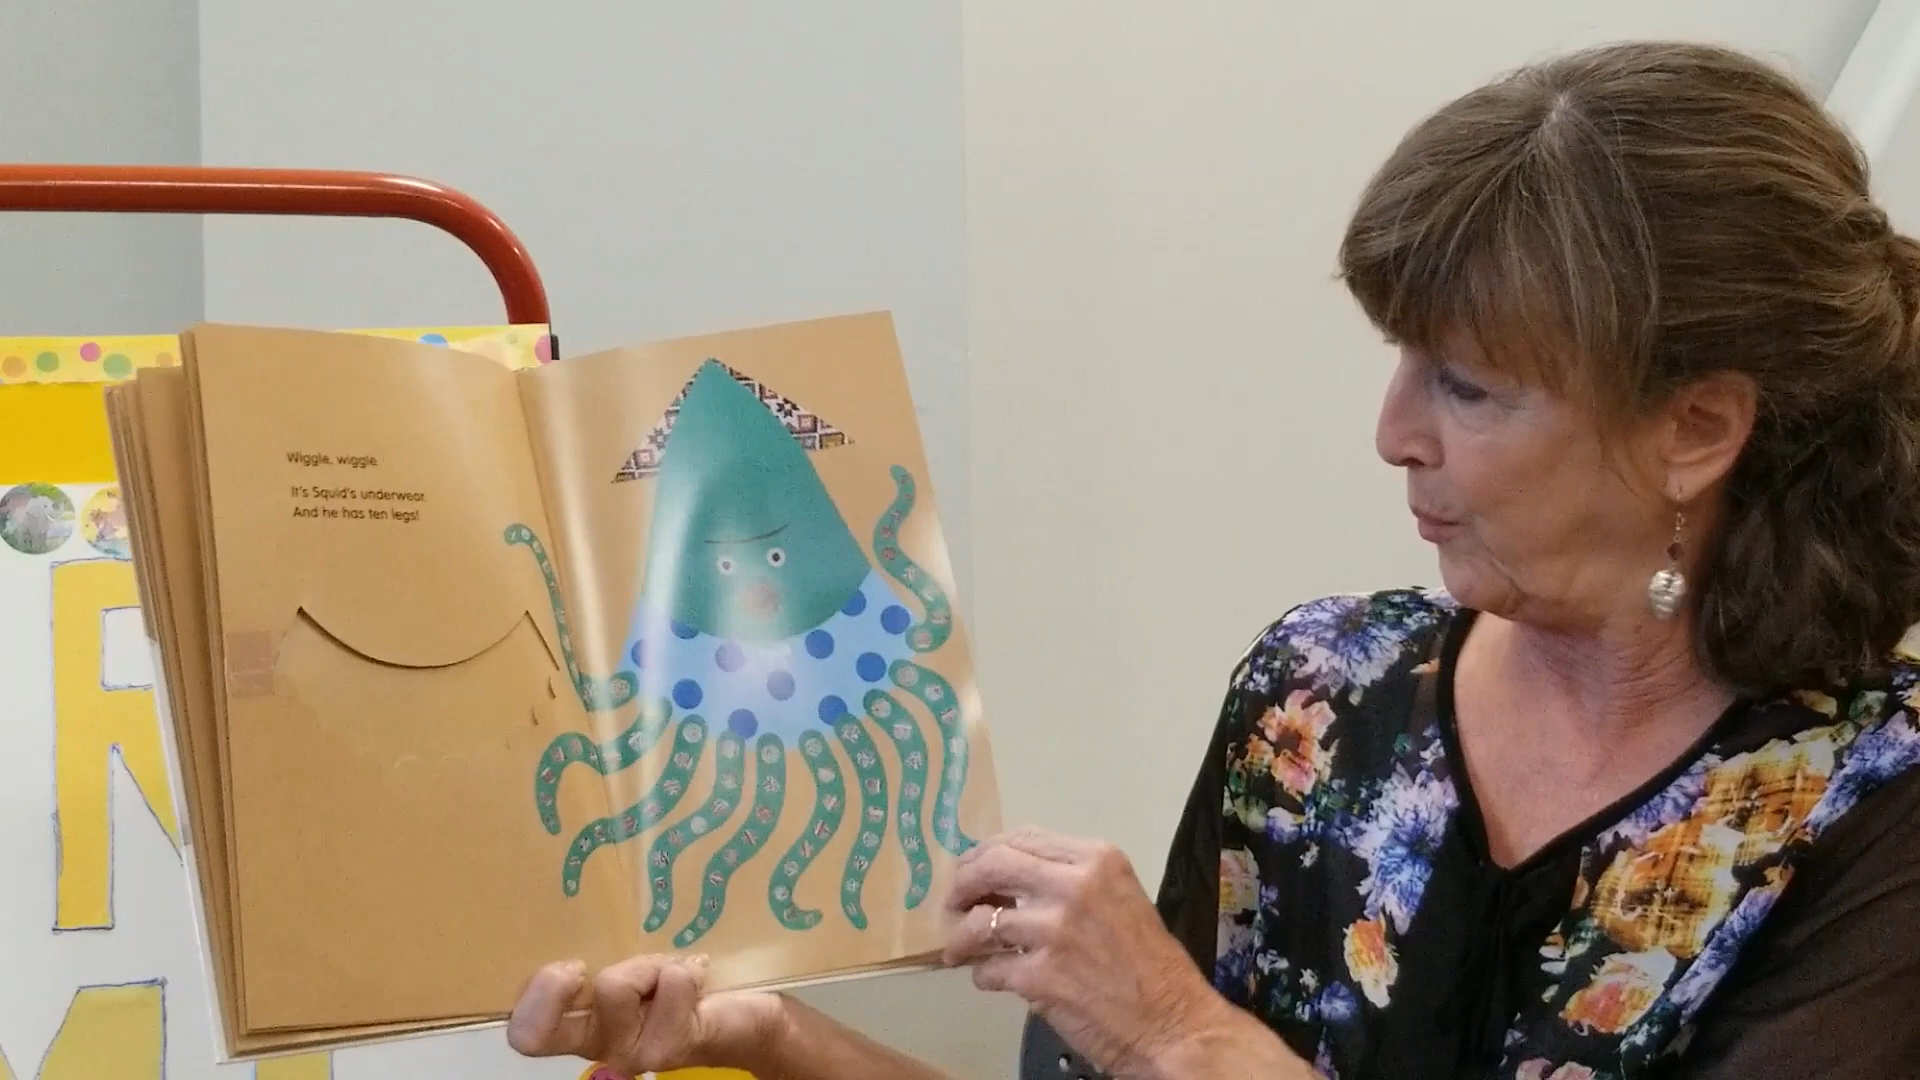 Wiggle, wiggle.
It's Squid's underwear.
And he has ten legs!